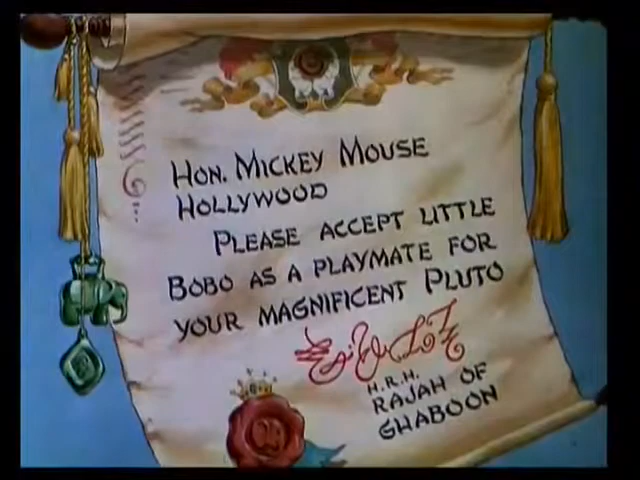 HON. MICKEY MOUSE
HOLLYWOOD
PLEASE ACCEPT LITTLE
BOBO AS A PLAYMATE FOR
YOUR MAGNIFICENT PLUTO
H.R.H.
RAJAH OF
GHABOON